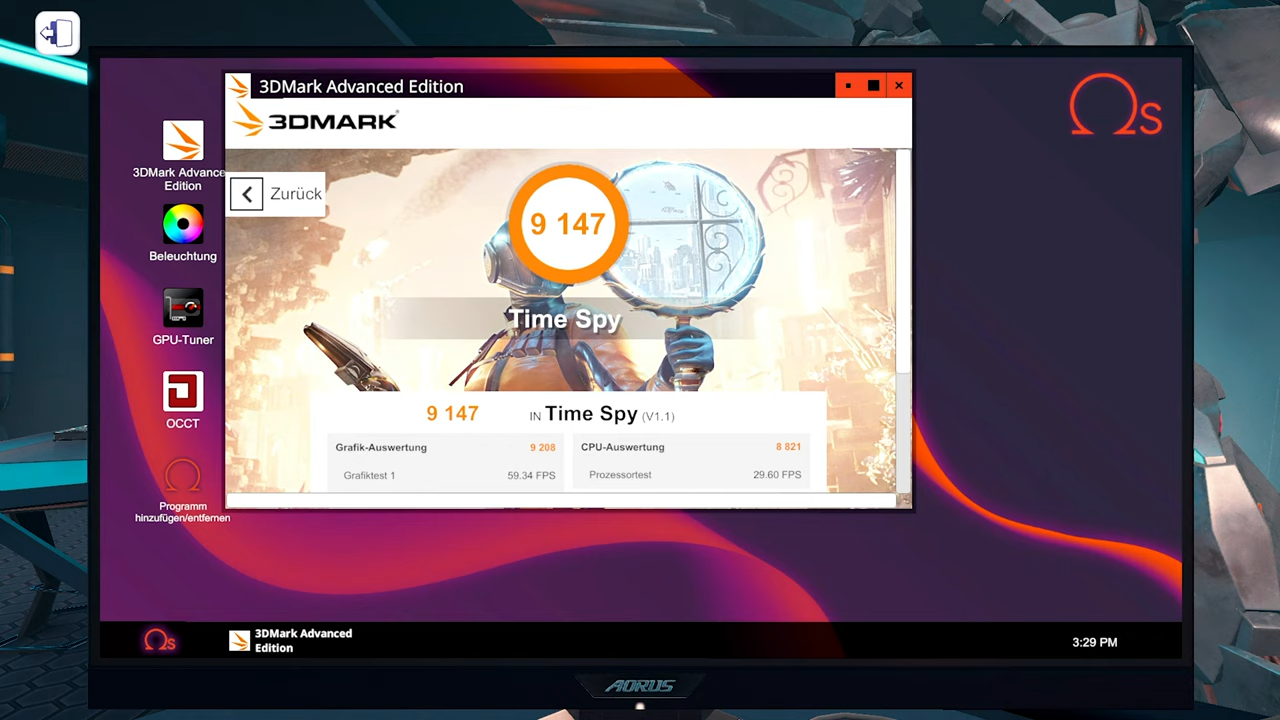 3DMark Advanced Edition
3DMARK
Ωs
3DMark Advance
Edition
Zurück
9 147
Beleuchtung
Time Spy
GPU-Tuner
9 147 IN Time Spy (V1.1)
OCCT
Grafik-Auswertung 9 208 CPU-Auswertung 8 821
Grafiktest 1 59.34 FPS Prozessortest 29.60 FPS
Programm
hinzufügen/entfernen
Ωs
3DMark Advanced
Edition
3:29 PM
AORUS